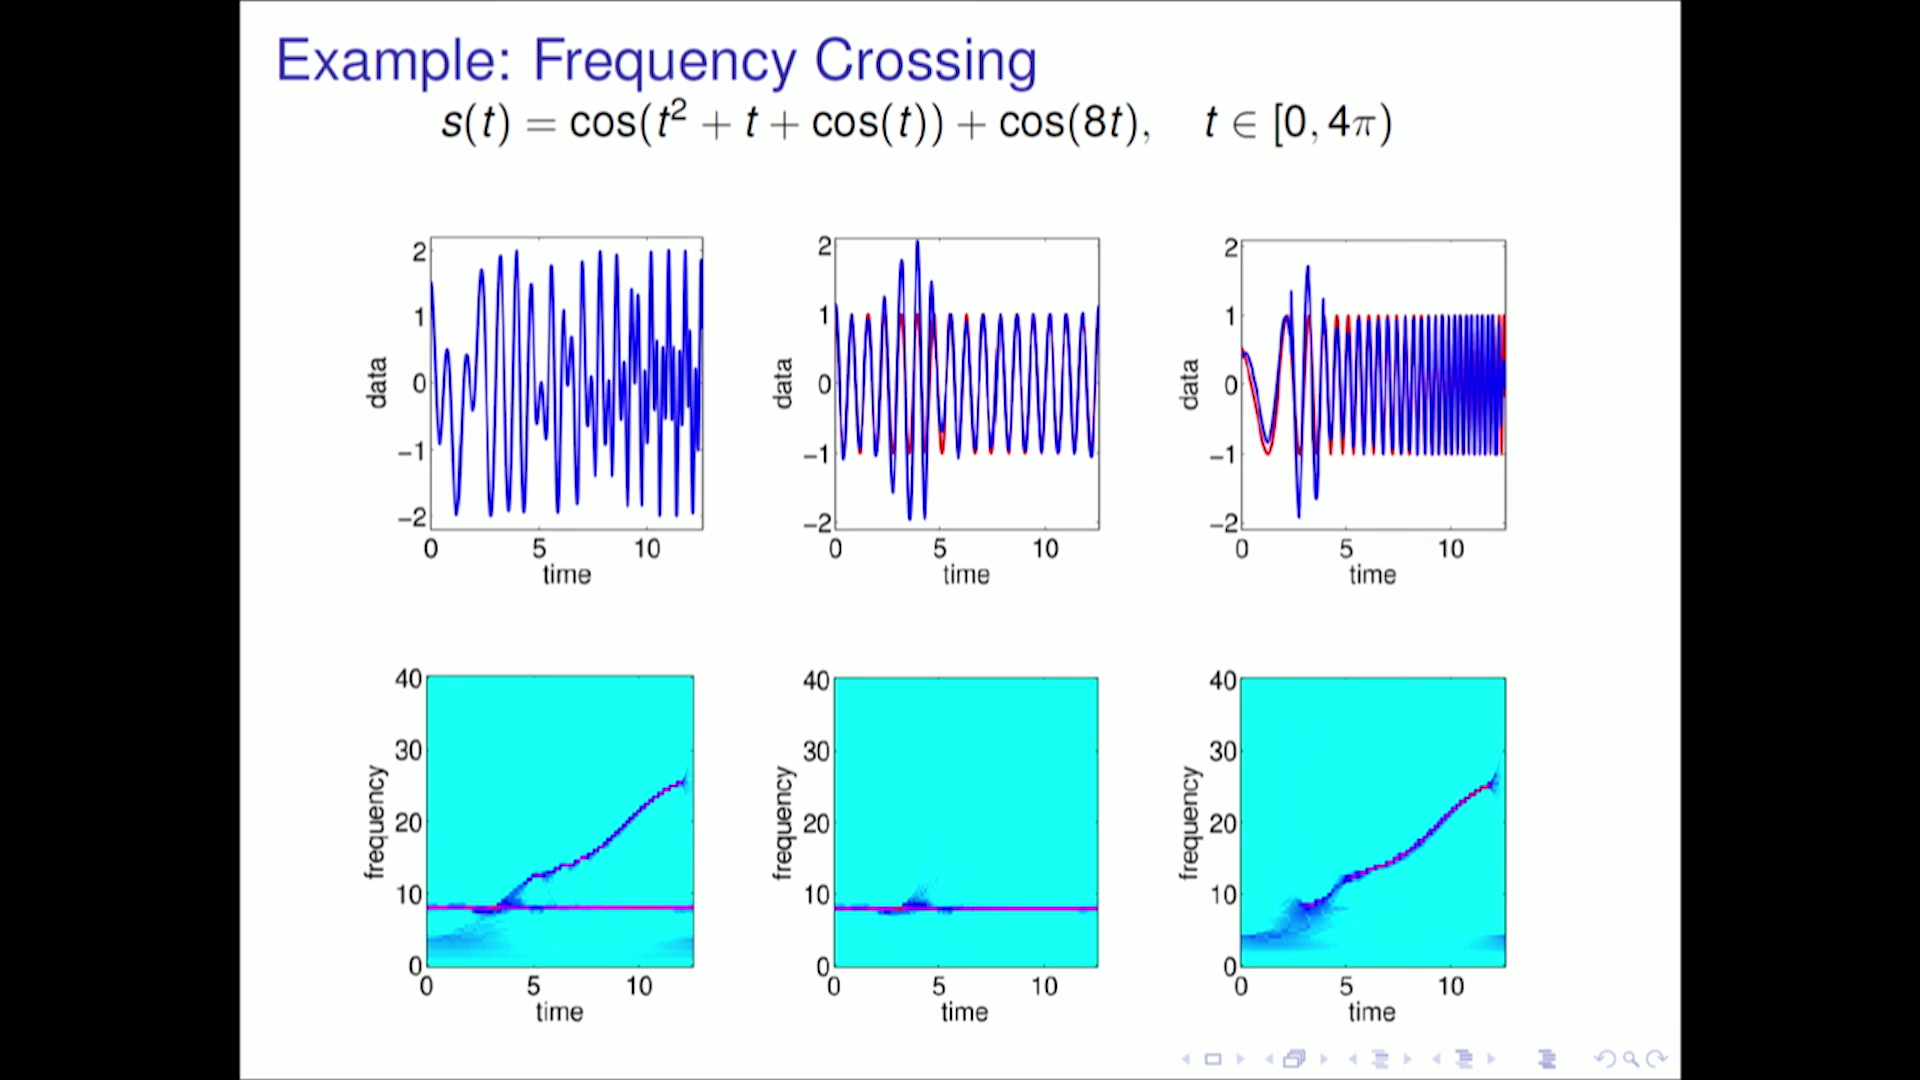 Example: Frequency Crossing
s(t) = cos(t² + t + cos(t)) + cos(8t), t ∈ [0, 4π)
2
1
0
−1
−2
data
0 5 10
time
2
1
0
−1
−2
data
0 5 10
time
2
1
0
−1
−2
data
0 5 10
time
40
30
20
10
0
frequency
0 5 10
time
40
30
20
10
0
frequency
0 5 10
time
40
30
20
10
0
frequency
0 5 10
time